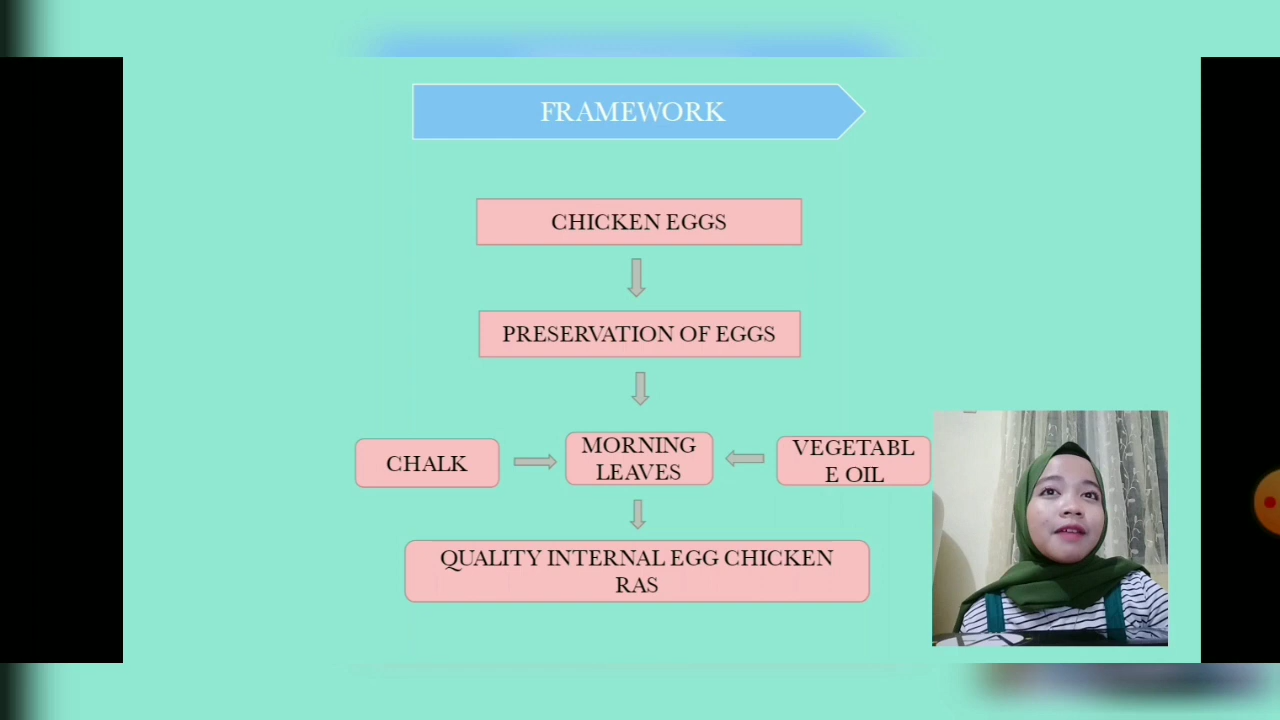 FRAMEWORK
CHICKEN EGGS
PRESERVATION OF EGGS
CHALK
MORNING
LEAVES
VEGETABL
E OIL
QUALITY INTERNAL EGG CHICKEN
RAS